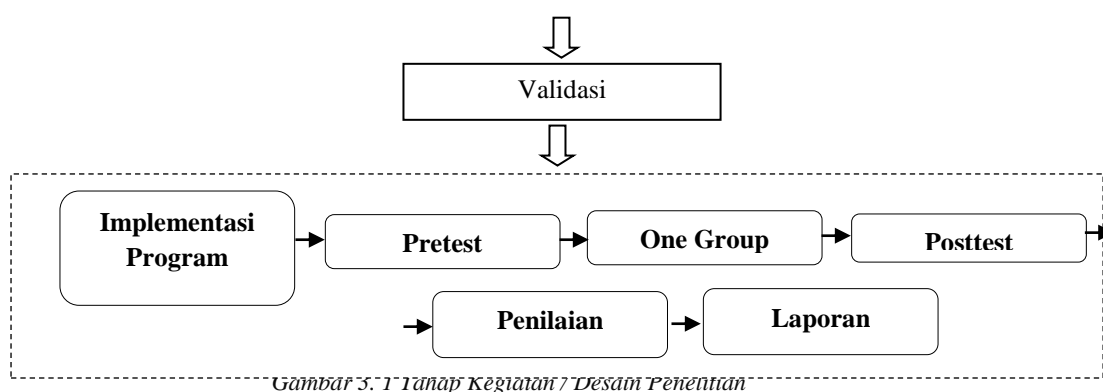 Validasi
Implementasi
Program
Pretest
One Group
Posttest
Penilaian
Laporan
Gambar 3. 1 Tahap Kegiatan / Desain Penelitian